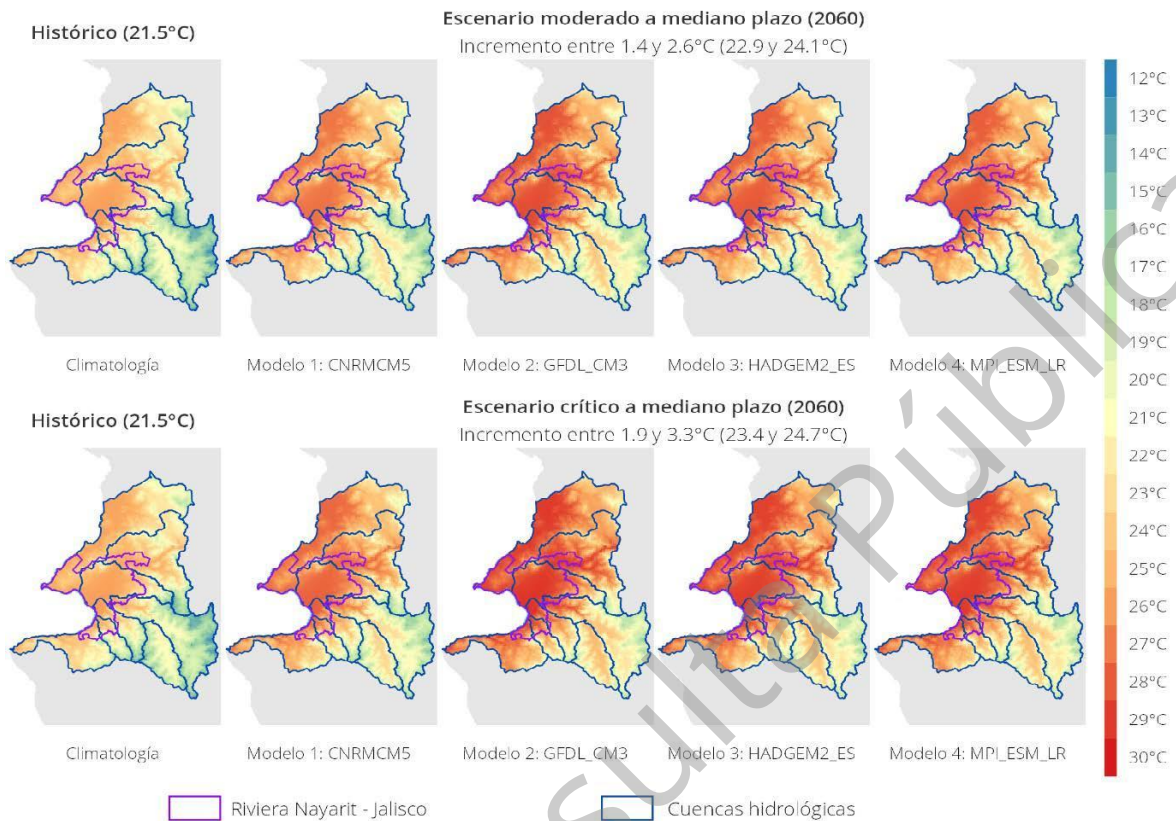 Histórico (21.5°C)
Escenario moderado a mediano plazo (2060)
Incremento entre 1.4 y 2.6°C (22.9 y 24.1°C)
Climatología
Modelo 1: CNRMCM5
Modelo 2: GFDL_CM3
Modelo 3: HADGEM2_ES
Modelo 4: MPI_ESM_LR
Histórico (21.5°C)
Escenario crítico a mediano plazo (2060)
Incremento entre 1.9 y 3.3°C (23.4 y 24.7°C)
Climatología
Modelo 1: CNRMCM5
Modelo 2: GFDL_CM3
Modelo 3: HADGEM2_ES
Modelo 4: MPI_ESM_LR
12°C
13°C
14°C
15°C
16°C
17°C
18°C
19°C
20°C
21°C
22°C
23°C
24°C
25°C
26°C
27°C
28°C
29°C
30°C
Riviera Nayarit - Jalisco
Cuencas hidrológicas
sulta Pública